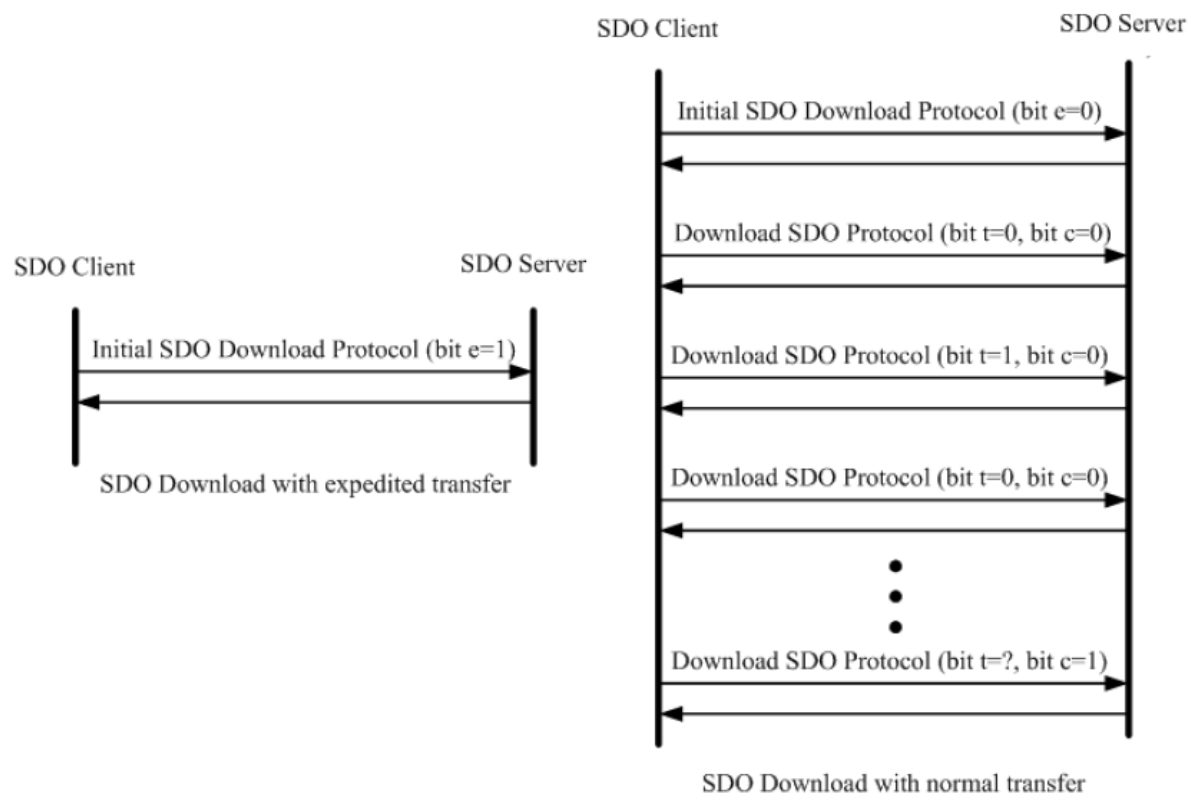 SDO Client
SDO Server
Initial SDO Download Protocol (bit e=1)
SDO Download with expedited transfer
SDO Client
SDO Server
Initial SDO Download Protocol (bit e=0)
Download SDO Protocol (bit t=0, bit c=0)
Download SDO Protocol (bit t=1, bit c=0)
Download SDO Protocol (bit t=0, bit c=0)
Download SDO Protocol (bit t=?, bit c=1)
SDO Download with normal transfer